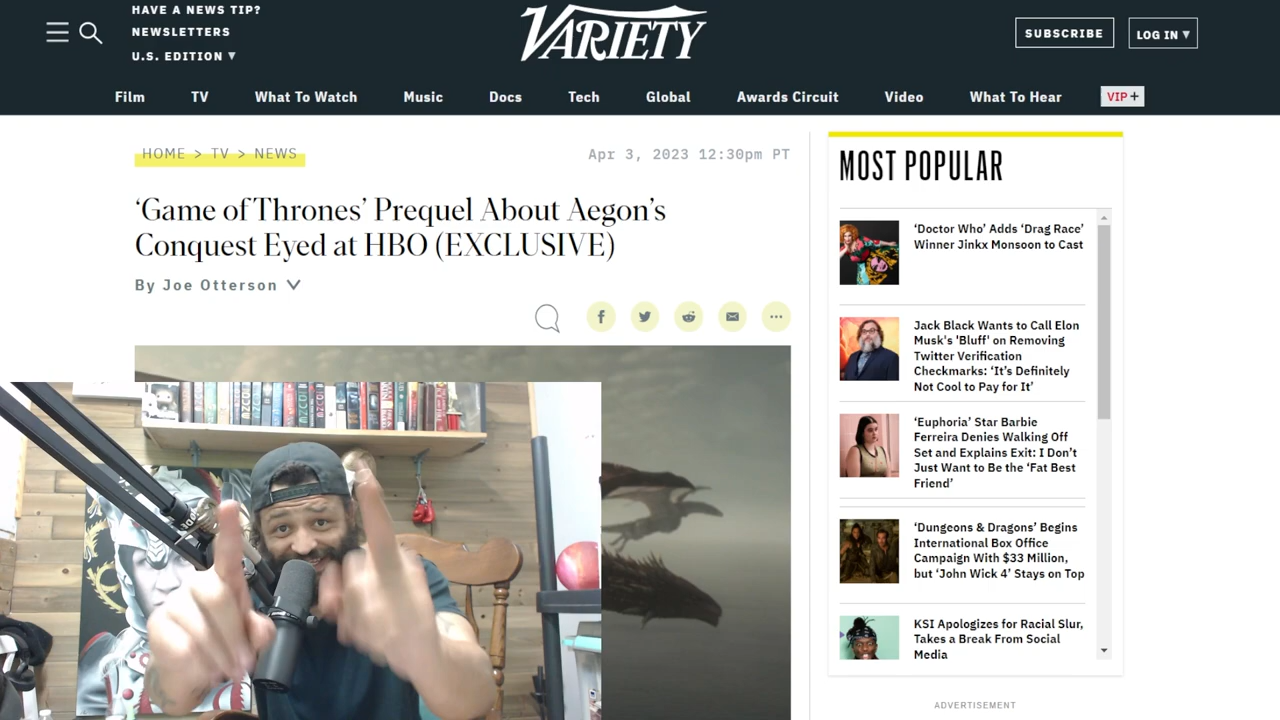 HAVE A NEWS TIP?
NEWSLETTERS
U.S. EDITION
VARIETY
SUBSCRIBE
LOG IN
Film TV What To Watch Music Docs Tech Global Awards Circuit Video What To Hear VIP+
HOME > TV > NEWS
Apr 3, 2023 12:30pm PT
‘Game of Thrones’ Prequel About Aegon’s
Conquest Eyed at HBO (EXCLUSIVE)
By Joe Otterson
MOST POPULAR
‘Doctor Who’ Adds ‘Drag Race’
Winner Jinkx Monsoon to Cast
Jack Black Wants to Call Elon
Musk's 'Bluff' on Removing
Twitter Verification
Checkmarks: ‘It’s Definitely
Not Cool to Pay for It’
‘Euphoria’ Star Barbie
Ferreira Denies Walking Off
Set and Explains Exit: I Don’t
Just Want to Be the ‘Fat Best
Friend’
‘Dungeons & Dragons’ Begins
International Box Office
Campaign With $33 Million,
but ‘John Wick 4’ Stays on Top
KSI Apologizes for Racial Slur,
Takes a Break From Social
Media
ADVERTISEMENT